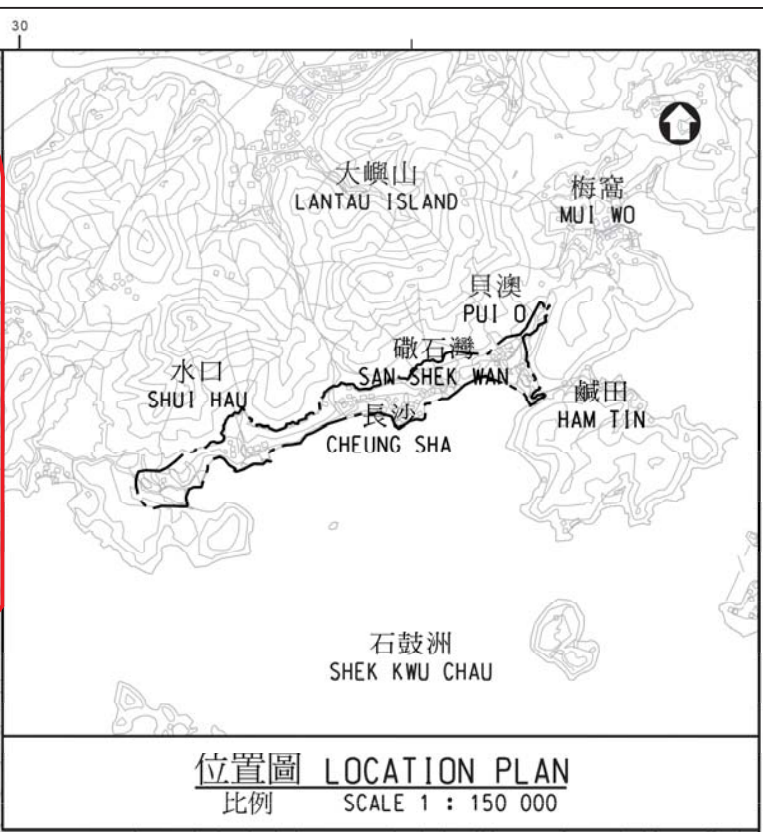 30
大嶼山
LANTAU ISLAND
梅窩
MUI WO
貝澳
PUI O
𥕛石灣
SAN SHEK WAN
水口
SHUI HAU
鹹田
HAM TIN
長沙
CHEUNG SHA
石鼓洲
SHEK KWU CHAU
位置圖 LOCATION PLAN
比例 SCALE 1 : 150 000